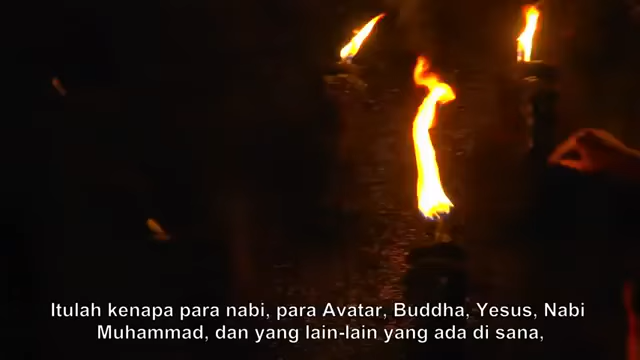 Itulah kenapa para nabi, para Avatar, Buddha, Yesus, Nabi
Muhammad, dan yang lain-lain yang ada di sana,